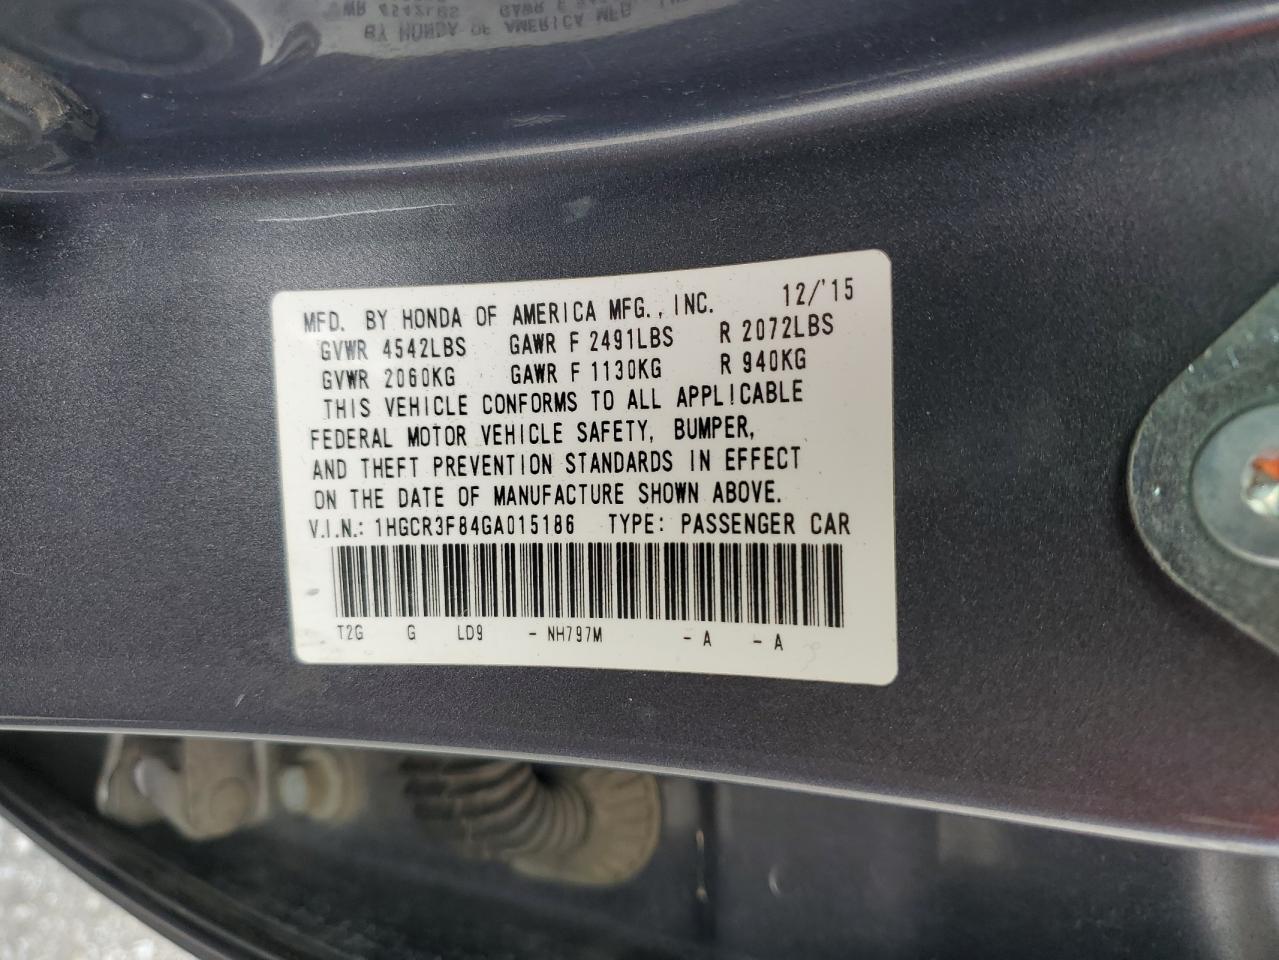 MFD. BY HONDA OF AMERICA MFG., INC. 12/'15
GVWR 4542LBS GAWR F 2491LBS R 2072LBS
GVWR 2060KG GAWR F 1130KG R 940KG
THIS VEHICLE CONFORMS TO ALL APPLICABLE
FEDERAL MOTOR VEHICLE SAFETY, BUMPER,
AND THEFT PREVENTION STANDARDS IN EFFECT
ON THE DATE OF MANUFACTURE SHOWN ABOVE.
V.I.N.: 1HGCR3F84GA015186 TYPE: PASSENGER CAR
T2G G LD9 - NH797M - A - A